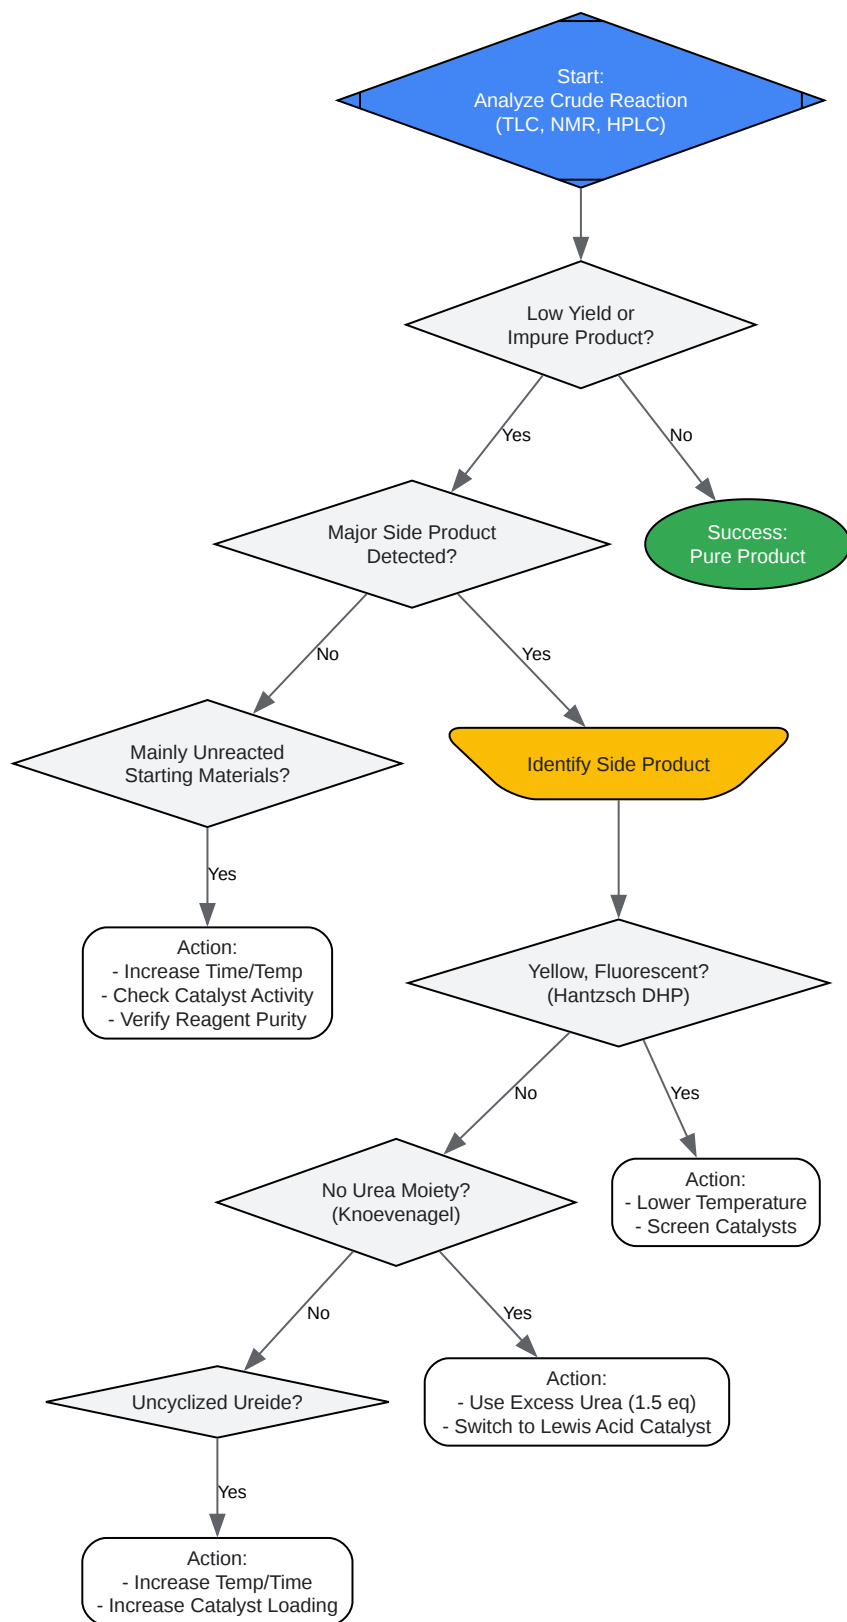 Start:
Analyze Crude Reaction
(TLC, NMR, HPLC)
Low Yield or
Impure Product?
Yes
No
Major Side Product
Detected?
Success:
Pure Product
No
Yes
Mainly Unreacted
Starting Materials?
Identify Side Product
Yes
Action:
- Increase Time/Temp
- Check Catalyst Activity
- Verify Reagent Purity
Yellow, Fluorescent?
(Hantzsch DHP)
No
Yes
No Urea Moiety?
(Knoevenagel)
Action:
- Lower Temperature
- Screen Catalysts
No
Yes
Uncyclized Ureide?
Action:
- Use Excess Urea (1.5 eq)
- Switch to Lewis Acid Catalyst
Yes
Action:
- Increase Temp/Time
- Increase Catalyst Loading